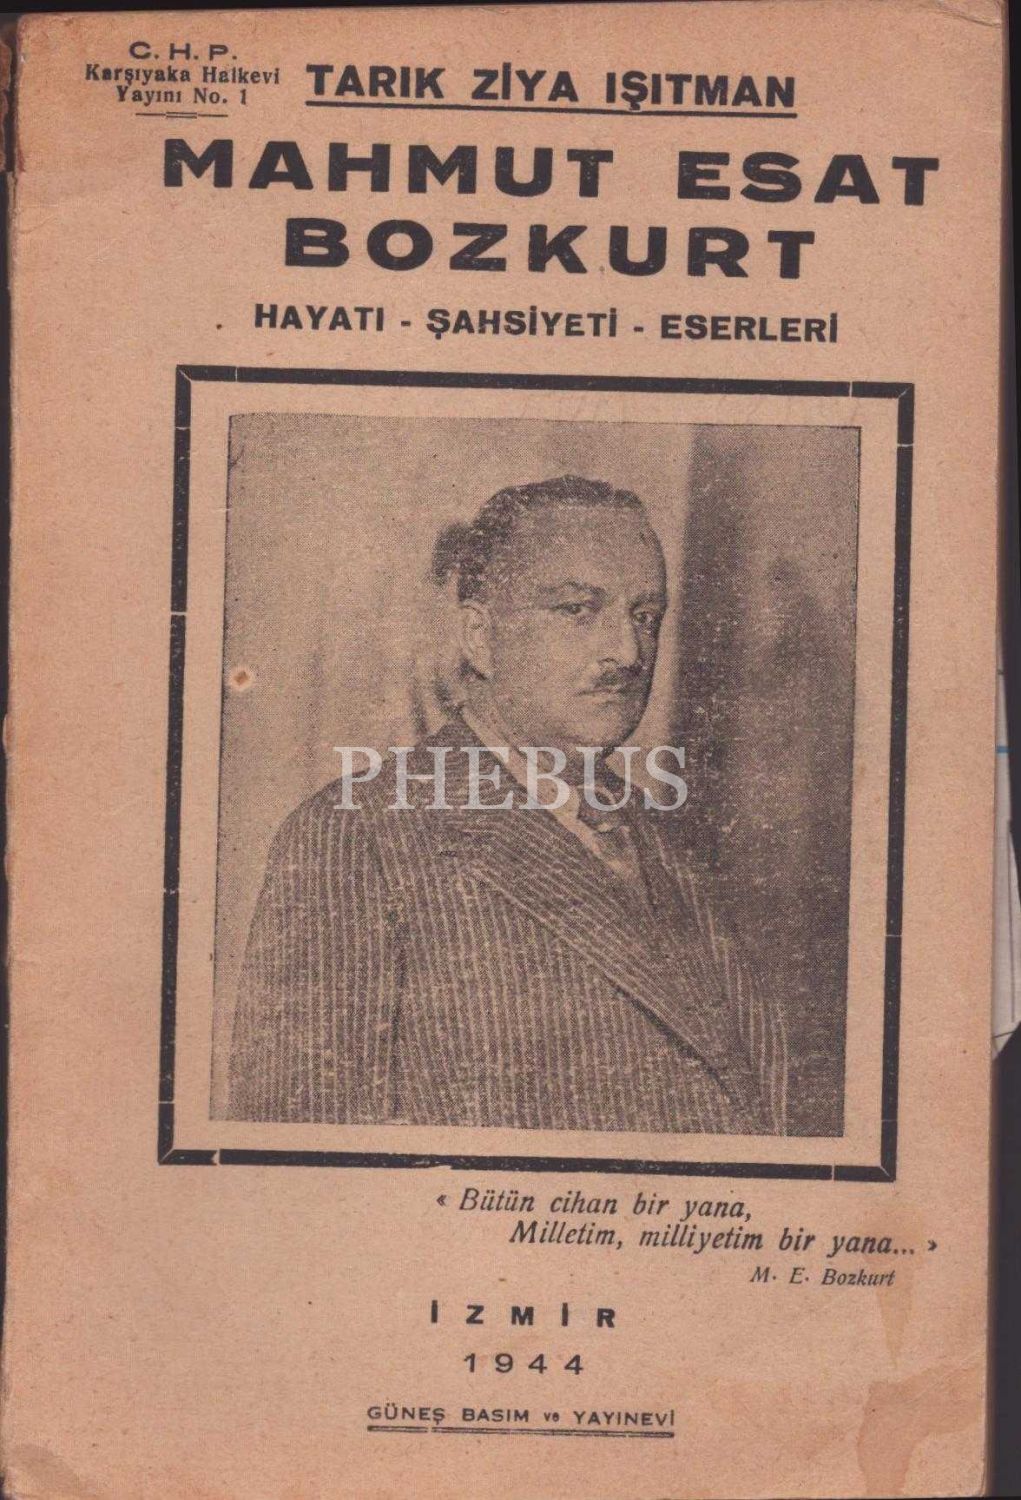 C. H. P.
Karşıyaka Halkevi
Yayını No. 1
TARIK ZİYA IŞITMAN
MAHMUT ESAT
BOZKURT
HAYATI - ŞAHSİYETİ - ESERLERİ
PHEBUS
« Bütün cihan bir yana,
Milletim, milliyetim bir yana... »
M. E. Bozkurt
İZMİR
1944
GÜNEŞ BASIM ve YAYINEVİ